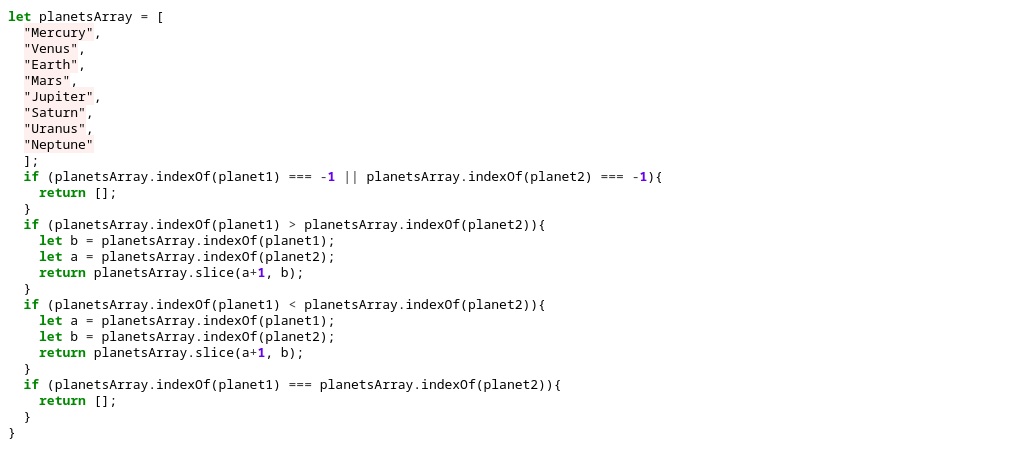 let planetsArray = [
  "Mercury",
  "Venus",
  "Earth",
  "Mars",
  "Jupiter",
  "Saturn",
  "Uranus",
  "Neptune"
  ];
  if (planetsArray.indexOf(planet1) === -1 || planetsArray.indexOf(planet2) === -1){
    return [];
  }
  if (planetsArray.indexOf(planet1) > planetsArray.indexOf(planet2)){
    let b = planetsArray.indexOf(planet1);
    let a = planetsArray.indexOf(planet2);
    return planetsArray.slice(a+1, b);
  }
  if (planetsArray.indexOf(planet1) < planetsArray.indexOf(planet2)){
    let a = planetsArray.indexOf(planet1);
    let b = planetsArray.indexOf(planet2);
    return planetsArray.slice(a+1, b);
  }
  if (planetsArray.indexOf(planet1) === planetsArray.indexOf(planet2)){
    return [];
  }
}